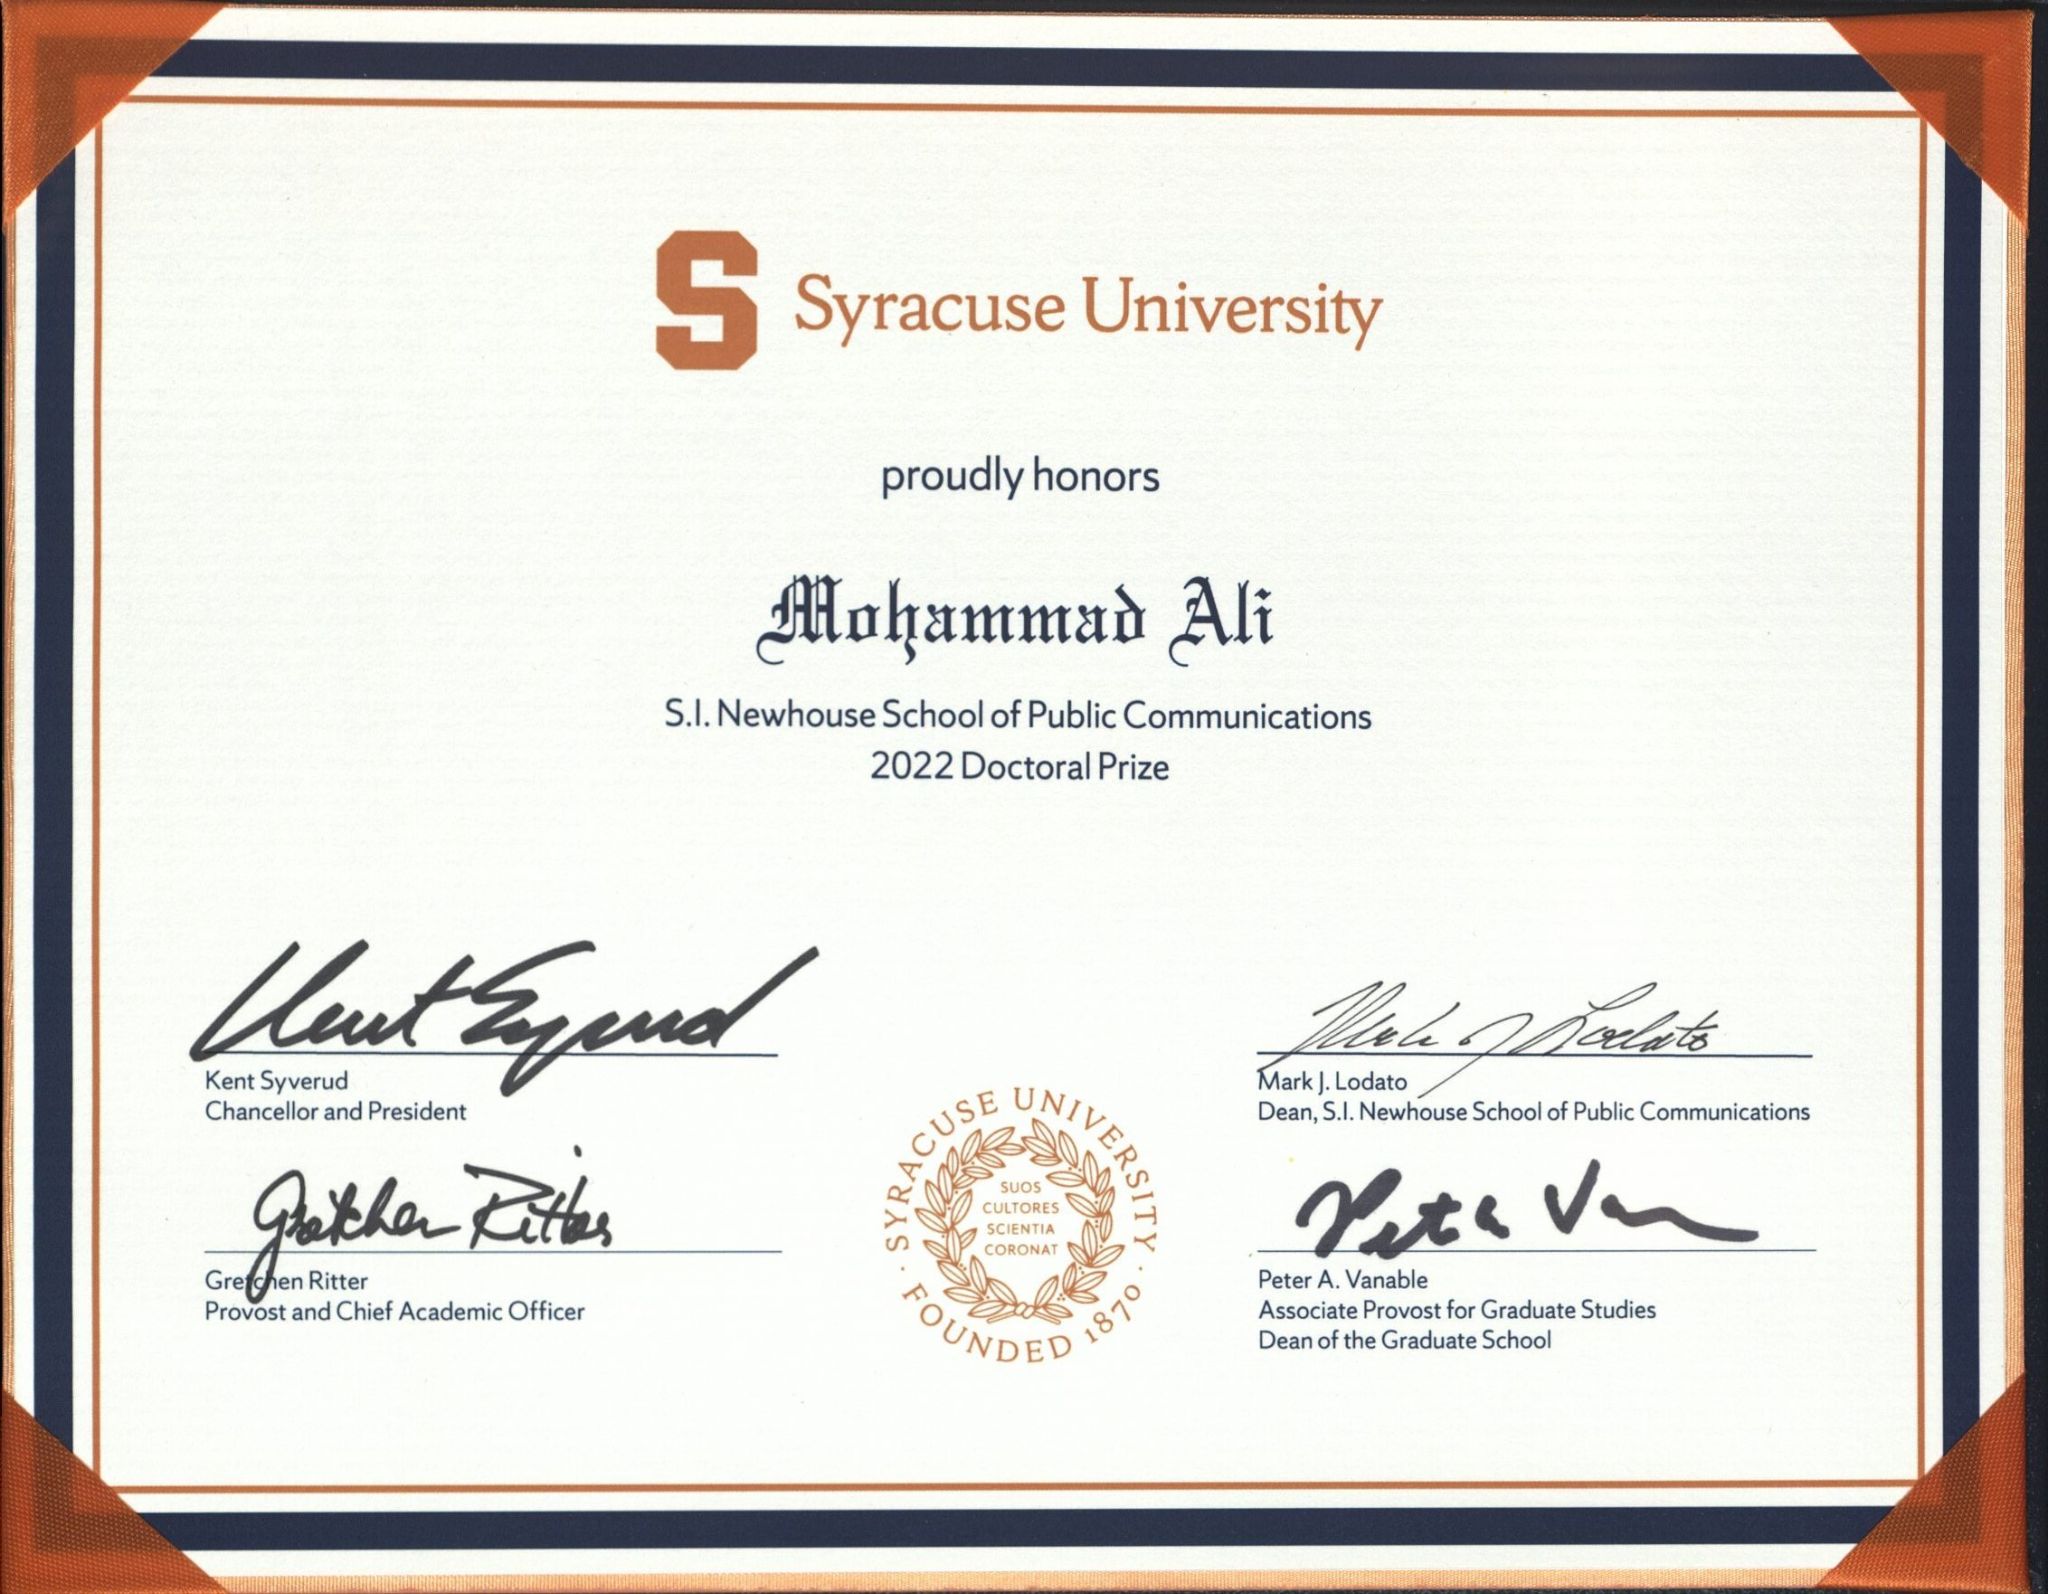 S Syracuse University
proudly honors
Mohammad Ali
S.I. Newhouse School of Public Communications
2022 Doctoral Prize
Kent Syverud
Kent Syverud
Chancellor and President
Mark J Lodato
Mark J. Lodato
Dean, S.I. Newhouse School of Public Communications
Gretchen Ritter
Gretchen Ritter
Provost and Chief Academic Officer
SYRACUSE UNIVERSITY · FOUNDED 1870 ·
SUOS
CULTORES
SCIENTIA
CORONAT
Peter Van
Peter A. Vanable
Associate Provost for Graduate Studies
Dean of the Graduate School